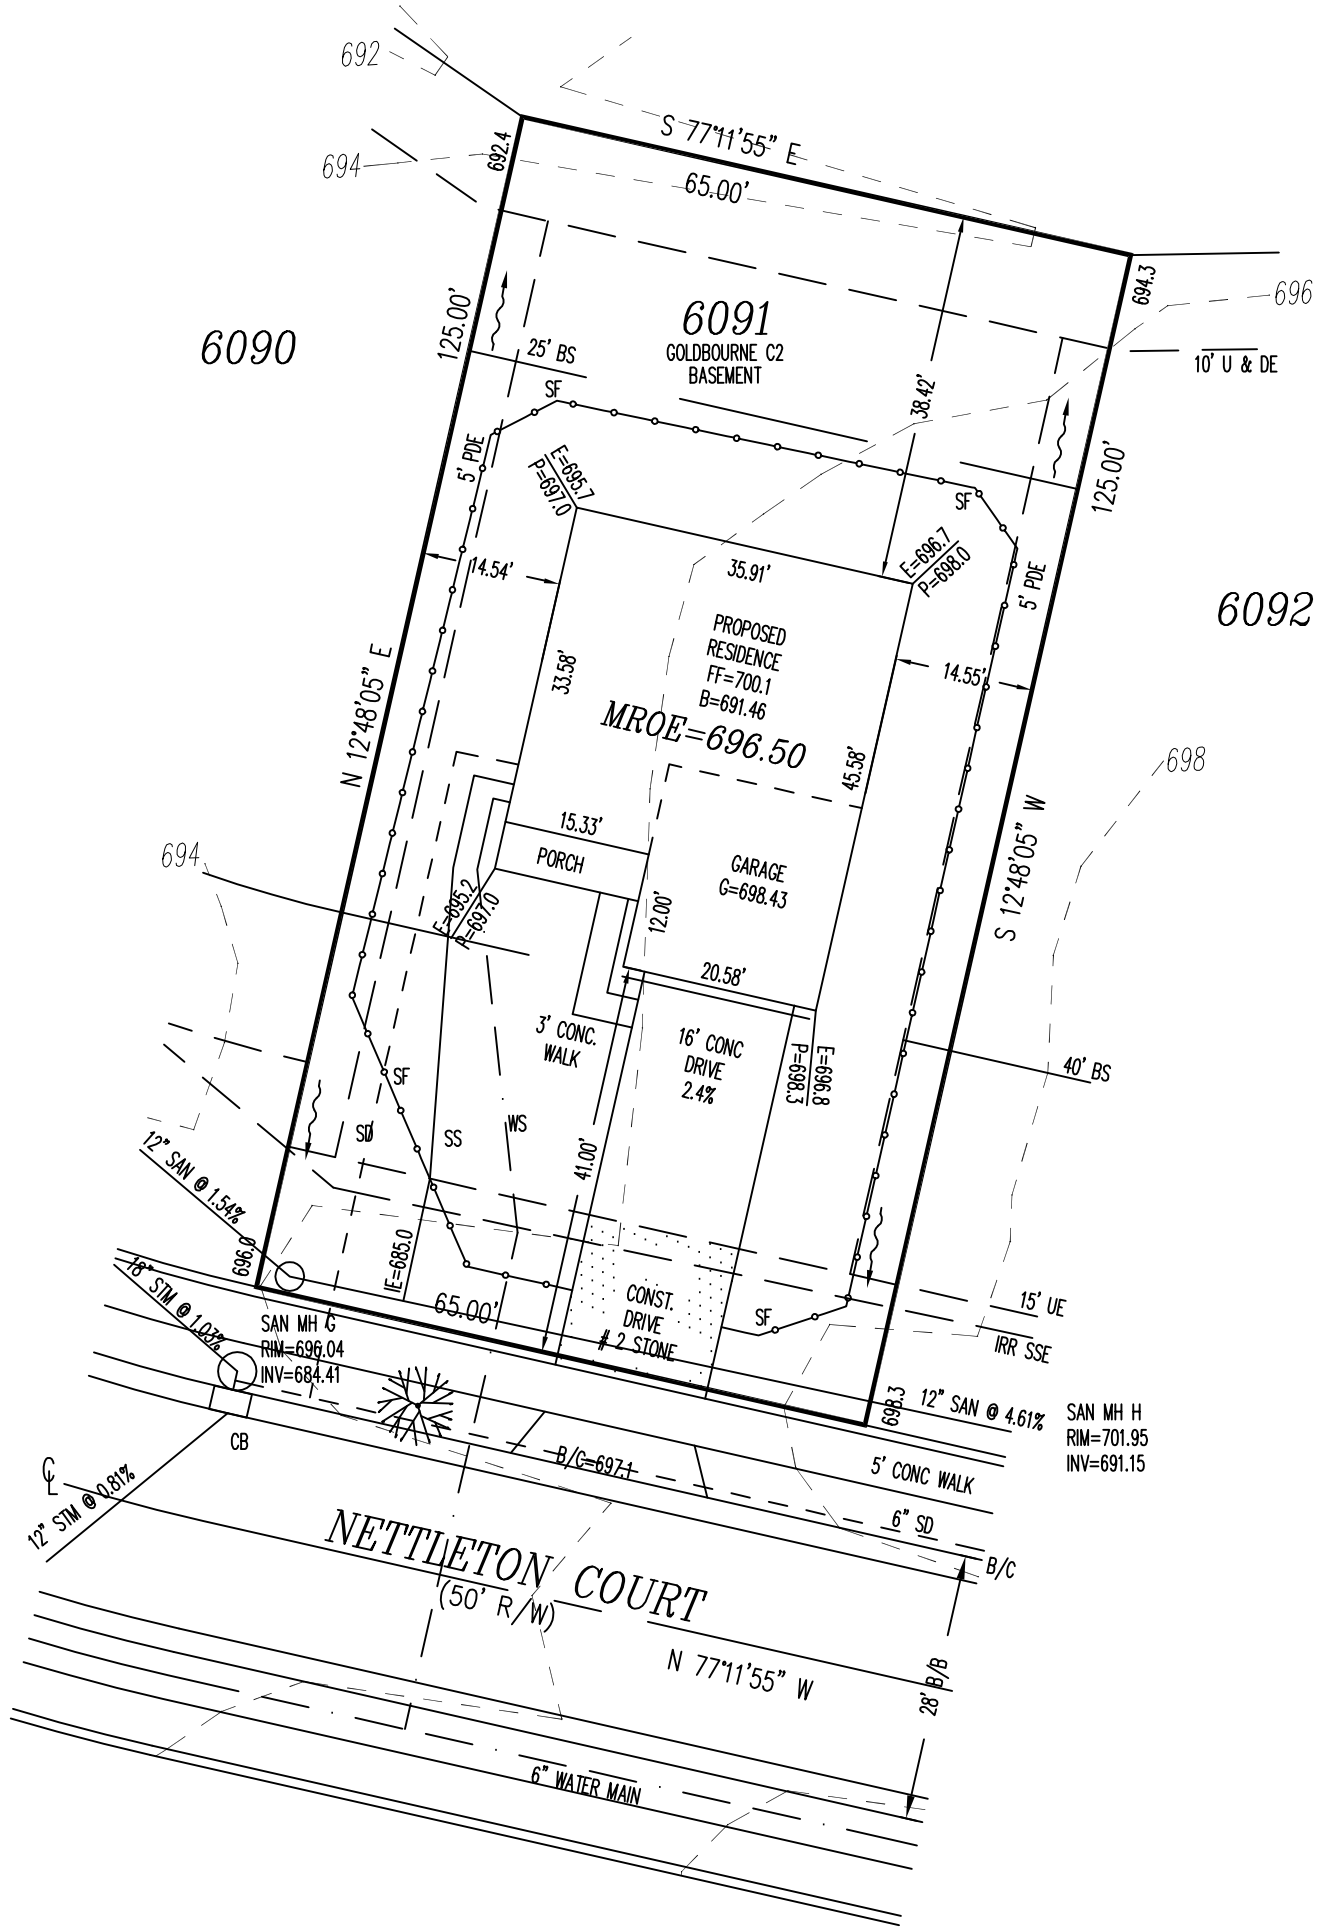 692
S 77°11'55" E
692.4
694
65.00'
694.3
696
6091
GOLDBOURNE C2
BASEMENT
6090
125.00'
25' BS
10' U & DE
SF
38.42'
5' PDE
E=695.7
P=697.0
SF
125.00'
E=696.7
P=698.0
14.54'
35.91'
5' PDE
6092
PROPOSED
RESIDENCE
FF=700.1
B=691.46
33.58'
14.55'
N 12°48'05" E
MROE=696.50
45.58'
698
15.33'
PORCH
694
GARAGE
G=698.43
S 12°48'05" W
E=695.2
P=697.0
12.00'
20.58'
3' CONC.
WALK
16' CONC
DRIVE
2.4%
E=696.8
P=698.3
40' BS
SF
SD
SS
WS
12" SAN @ 1.54%
41.00'
696.0
IE=685.0
18" STM @ 1.03%
65.00'
CONST.
DRIVE
# 2 STONE
SF
15' UE
IRR SSE
SAN MH G
RIM=696.04
INV=684.41
698.3
12" SAN @ 4.61%
SAN MH H
RIM=701.95
INV=691.15
CB
B/C=697.1
5' CONC WALK
CL
12" STM @ 0.81%
6" SD
B/C
NETTLETON COURT
(50' R/W)
N 77°11'55" W
28' B/B
6" WATER MAIN